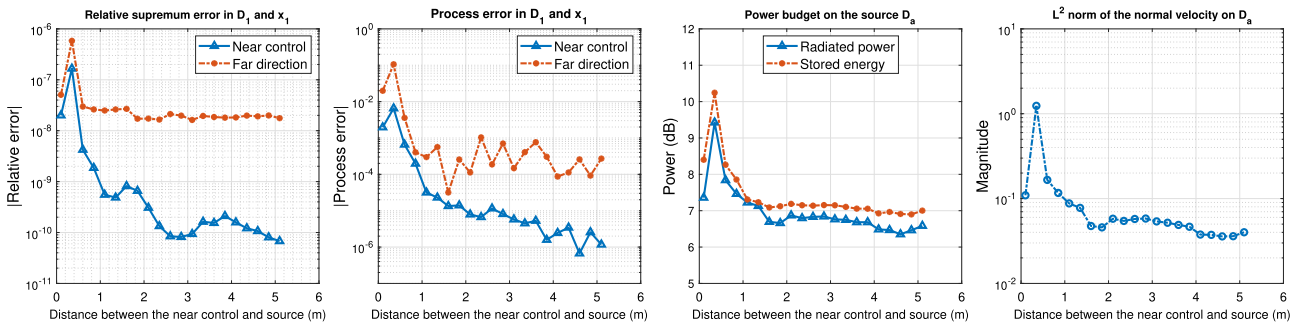 Relative supremum error in D1 and x1
10^-6
10^-7
10^-8
10^-9
10^-10
10^-11
|Relative error|
Near control
Far direction
0 1 2 3 4 5 6
Distance between the near control and source (m)
Process error in D1 and x1
10^0
10^-2
10^-4
10^-6
|Process error|
Near control
Far direction
0 1 2 3 4 5 6
Distance between the near control and source (m)
Power budget on the source Da
12
11
10
9
8
7
6
5
Power (dB)
Radiated power
Stored energy
0 1 2 3 4 5 6
Distance between the near control and source (m)
L^2 norm of the normal velocity on Da
10^1
10^0
10^-1
10^-2
Magnitude
0 1 2 3 4 5 6
Distance between the near control and source (m)